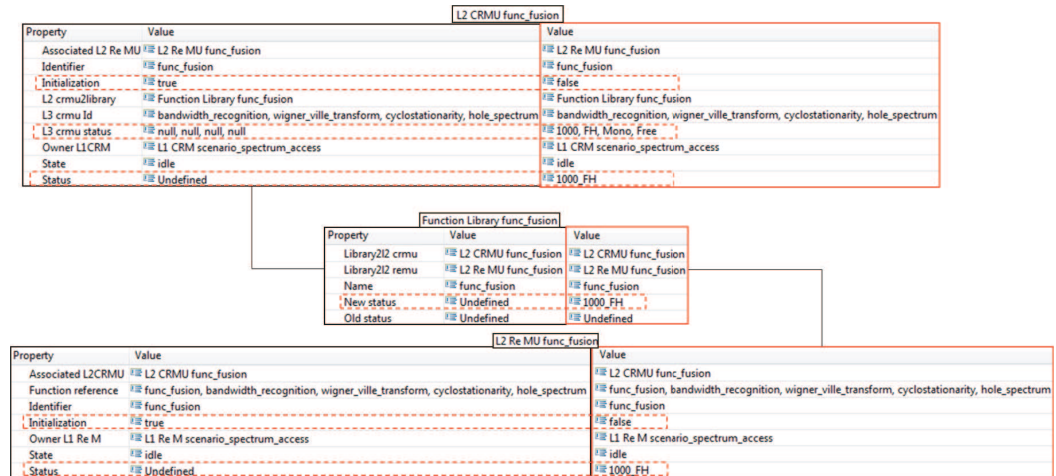 L2 CRMU func_fusion
Property Value Value
Associated L2 Re MU L2 Re MU func_fusion L2 Re MU func_fusion
Identifier func_fusion func_fusion
Initialization true false
L2 crmu2library Function Library func_fusion Function Library func_fusion
L3 crmu Id bandwidth_recognition, wigner_ville_transform, cyclostationarity, hole_spectrum bandwidth_recognition, wigner_ville_transform, cyclostationarity, hole_spectrum
L3 crmu status null, null, null, null 1000, FH, Mono, Free
Owner L1CRM L1 CRM scenario_spectrum_access L1 CRM scenario_spectrum_access
State idle idle
Status Undefined 1000_FH
Function Library func_fusion
Property Value Value
Library2l2 crmu L2 CRMU func_fusion L2 CRMU func_fusion
Library2l2 remu L2 Re MU func_fusion L2 Re MU func_fusion
Name func_fusion func_fusion
New status Undefined 1000_FH
Old status Undefined Undefined
L2 Re MU func_fusion
Property Value Value
Associated L2CRMU L2 CRMU func_fusion L2 CRMU func_fusion
Function reference func_fusion, bandwidth_recognition, wigner_ville_transform, cyclostationarity, hole_spectrum func_fusion, bandwidth_recognition, wigner_ville_transform, cyclostationarity, hole_spectrum
Identifier func_fusion func_fusion
Initialization true false
Owner L1 Re M L1 Re M scenario_spectrum_access L1 Re M scenario_spectrum_access
State idle idle
Status Undefined 1000_FH